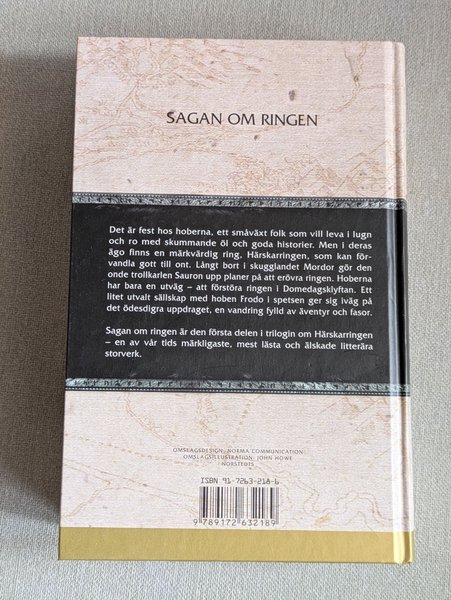 SAGAN OM RINGEN
Det är fest hos hoberna, ett småväxt folk som vill leva i lugn
och ro med skummande öl och goda historier. Men i deras
ägo finns en märkvärdig ring, Härskarringen, som kan för-
vandla gott till ont. Långt bort i skugglandet Mordor gör den
onde trollkarlen Sauron upp planer på att erövra ringen. Hoberna
har bara en utväg – att förstöra ringen i Domedagsklyftan. Ett
litet utvalt sällskap med hoben Frodo i spetsen ger sig iväg på
det ödesdigra uppdraget, en vandring fylld av äventyr och fasor.
Sagan om ringen är den första delen i trilogin om Härskarringen
– en av vår tids märkligaste, mest lästa och älskade litterära
storverk.
OMSLAGSDESIGN: NORMA COMMUNICATION
OMSLAGSILLUSTRATION: JOHN HOWE
NORSTEDTS
ISBN 91-7263-218-6
9 789172 632189